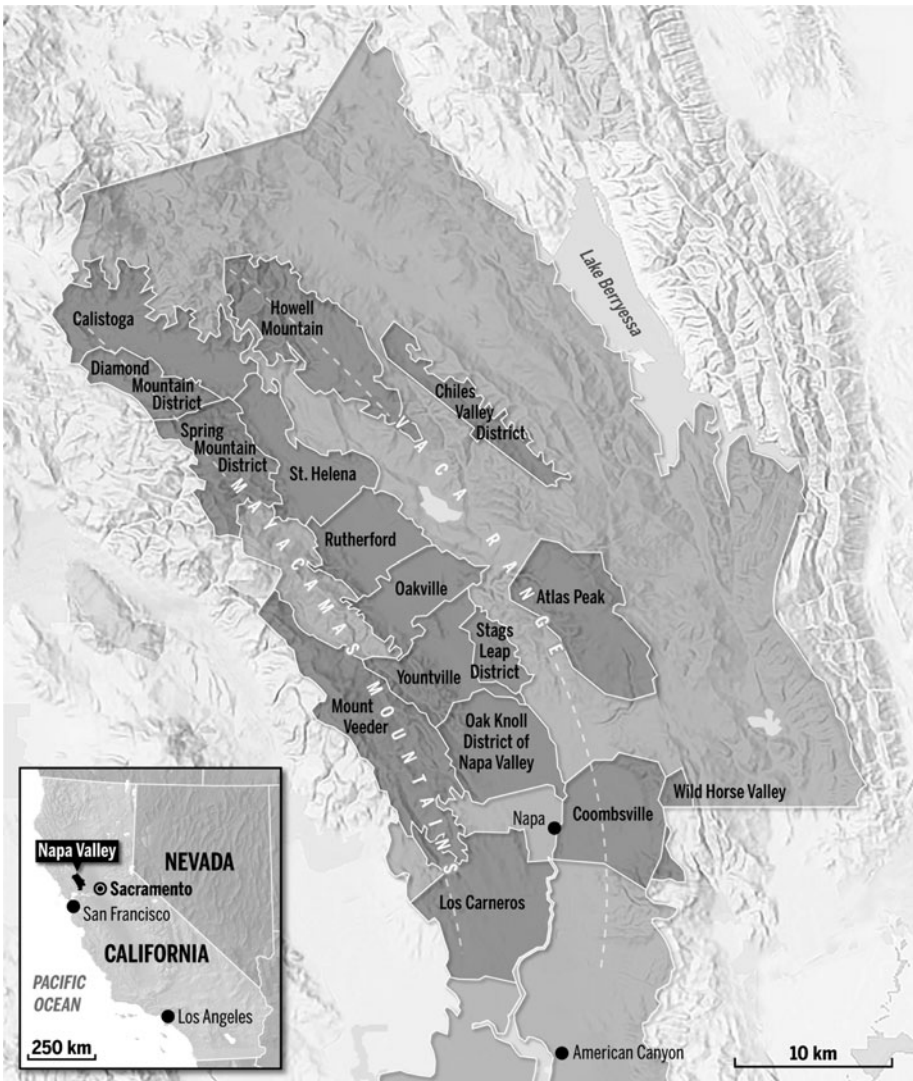 Lake Berryessa
Howell
Mountain
Calistoga
Diamond
Mountain
District
Chiles
Valley
District
Spring
Mountain
District
VACA RANGE
St. Helena
MAYACAMAS MOUNTAINS
Rutherford
Oakville
Atlas Peak
Stags
Leap
District
Yountville
Mount
Veeder
Oak Knoll
District of
Napa Valley
Wild Horse Valley
Napa
Coombsville
Los Carneros
American Canyon
10 km
Napa Valley
NEVADA
Sacramento
San Francisco
CALIFORNIA
PACIFIC
OCEAN
Los Angeles
250 km